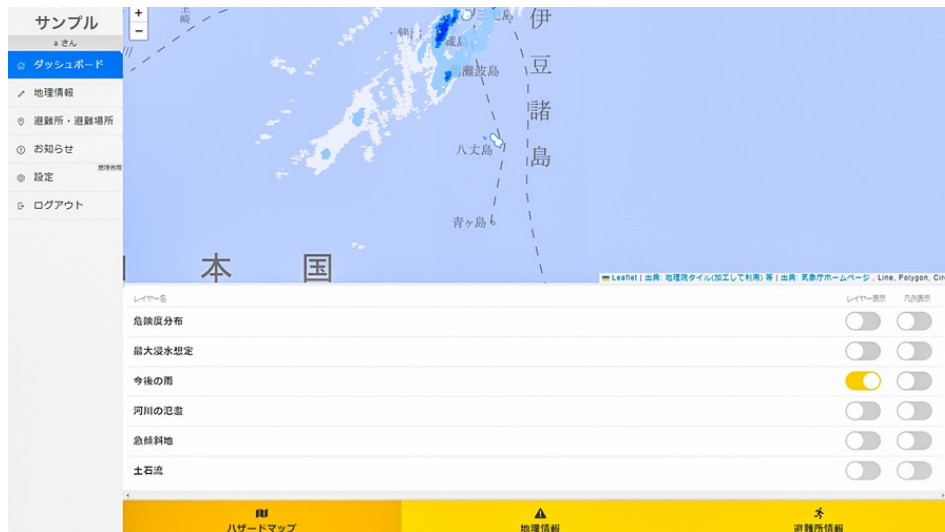 サンプル
a さん
ダッシュボード
地理情報
避難所・避難場所
お知らせ
管理者用
設定
ログアウト
+
−
伊豆諸島
八丈島
青ヶ島
本国
Leaflet | 出典: 地理院タイル(加工して利用) 等 | 出典: 気象庁ホームページ , Line, Polygon, Circ
レイヤー名 レイヤー表示 凡例表示
危険度分布
最大浸水想定
今後の雨
河川の氾濫
急傾斜地
土石流
ハザードマップ
地理情報
避難所情報